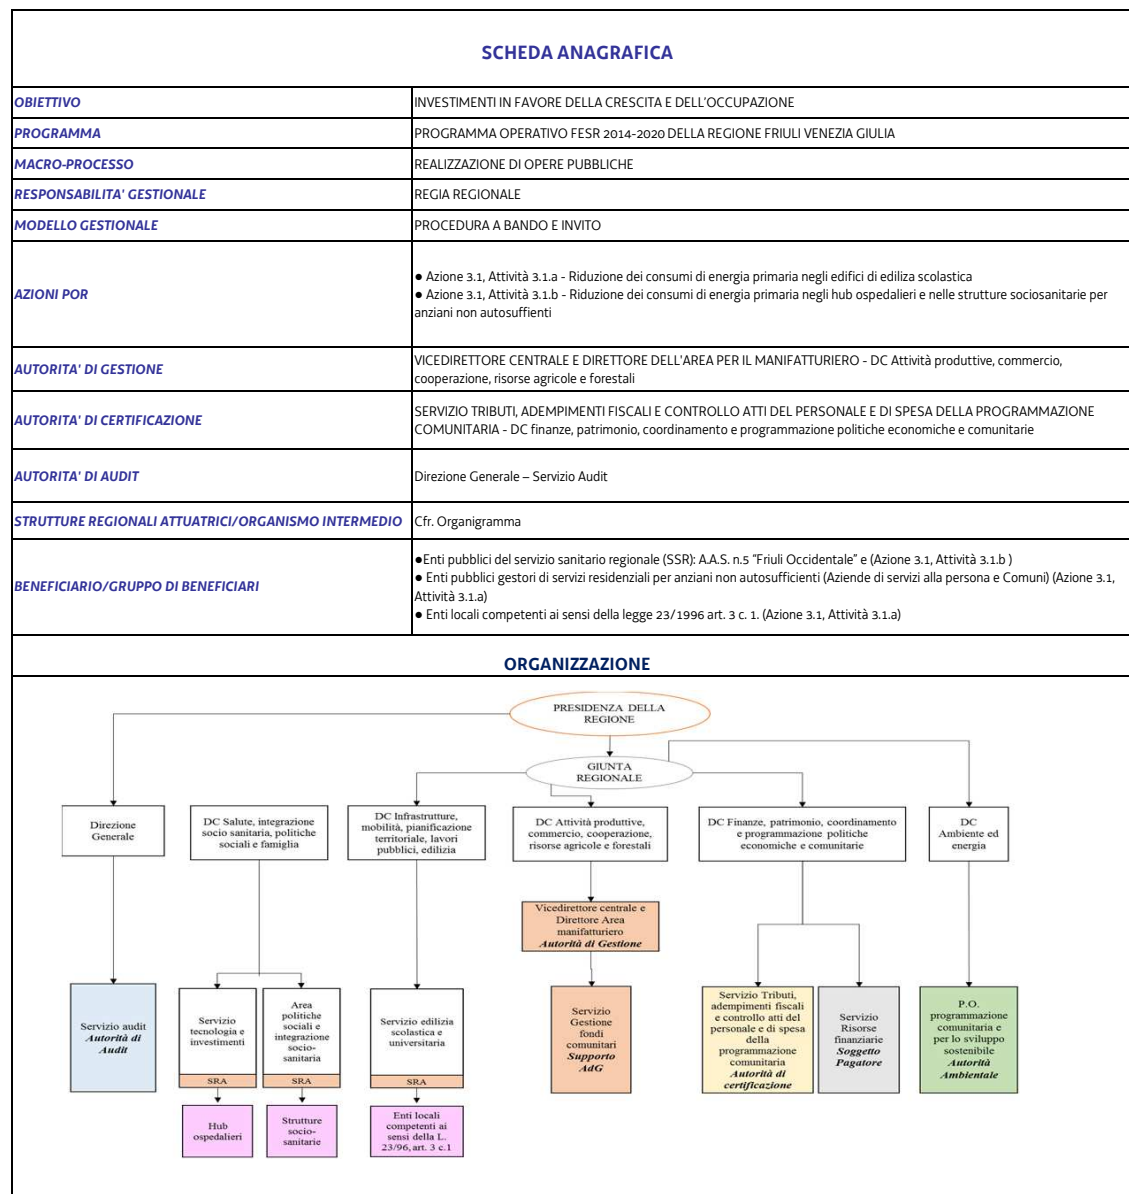 SCHEDA ANAGRAFICA
OBIETTIVO
INVESTIMENTI IN FAVORE DELLA CRESCITA E DELL'OCCUPAZIONE
PROGRAMMA
PROGRAMMA OPERATIVO FESR 2014-2020 DELLA REGIONE FRIULI VENEZIA GIULIA
MACRO-PROCESSO
REALIZZAZIONE DI OPERE PUBBLICHE
RESPONSABILITA' GESTIONALE
REGIA REGIONALE
MODELLO GESTIONALE
PROCEDURA A BANDO E INVITO
AZIONI POR
● Azione 3.1, Attività 3.1.a - Riduzione dei consumi di energia primaria negli edifici di ediliza scolastica
● Azione 3.1, Attività 3.1.b - Riduzione dei consumi di energia primaria negli hub ospedalieri e nelle strutture sociosanitarie per
anziani non autosuffienti
AUTORITA' DI GESTIONE
VICEDIRETTORE CENTRALE E DIRETTORE DELL'AREA PER IL MANIFATTURIERO - DC Attività produttive, commercio,
cooperazione, risorse agricole e forestali
AUTORITA' DI CERTIFICAZIONE
SERVIZIO TRIBUTI, ADEMPIMENTI FISCALI E CONTROLLO ATTI DEL PERSONALE E DI SPESA DELLA PROGRAMMAZIONE
COMUNITARIA - DC finanze, patrimonio, coordinamento e programmazione politiche economiche e comunitarie
AUTORITA' DI AUDIT
Direzione Generale – Servizio Audit
STRUTTURE REGIONALI ATTUATRICI/ORGANISMO INTERMEDIO
Cfr. Organigramma
BENEFICIARIO/GRUPPO DI BENEFICIARI
●Enti pubblici del servizio sanitario regionale (SSR): A.A.S. n.5 "Friuli Occidentale" e (Azione 3.1, Attività 3.1.b )
● Enti pubblici gestori di servizi residenziali per anziani non autosufficienti (Aziende di servizi alla persona e Comuni) (Azione 3.1,
Attività 3.1.a)
● Enti locali competenti ai sensi della legge 23/1996 art. 3 c. 1. (Azione 3.1, Attività 3.1.a)
ORGANIZZAZIONE
PRESIDENZA DELLA
REGIONE
GIUNTA
REGIONALE
Direzione
Generale
DC Salute, integrazione
socio sanitaria, politiche
sociali e famiglia
DC Infrastrutture,
mobilità, pianificazione
territoriale, lavori
pubblici, edilizia
DC Attività produttive,
commercio, cooperazione,
risorse agricole e forestali
DC Finanze, patrimonio, coordinamento
e programmazione politiche
economiche e comunitarie
DC
Ambiente ed
energia
Vicedirettore centrale e
Direttore Area
manifatturiero
Autorità di Gestione
Servizio audit
Autorità di
Audit
Servizio
tecnologia e
investimenti
SRA
Area
politiche
sociali e
integrazione
socio-
sanitaria
SRA
Servizio edilizia
scolastica e
universitaria
SRA
Servizio
Gestione
fondi
comunitari
Supporto
AdG
Servizio Tributi,
adempimenti fiscali
e controllo atti del
personale e di spesa
della
programmazione
comunitaria
Autorità di
certificazione
Servizio
Risorse
finanziarie
Soggetto
Pagatore
P.O.
programmazione
comunitaria e
per lo sviluppo
sostenibile
Autorità
Ambientale
Hub
ospedalieri
Strutture
socio-
sanitarie
Enti locali
competenti ai
sensi della L.
23/96, art. 3 c.1